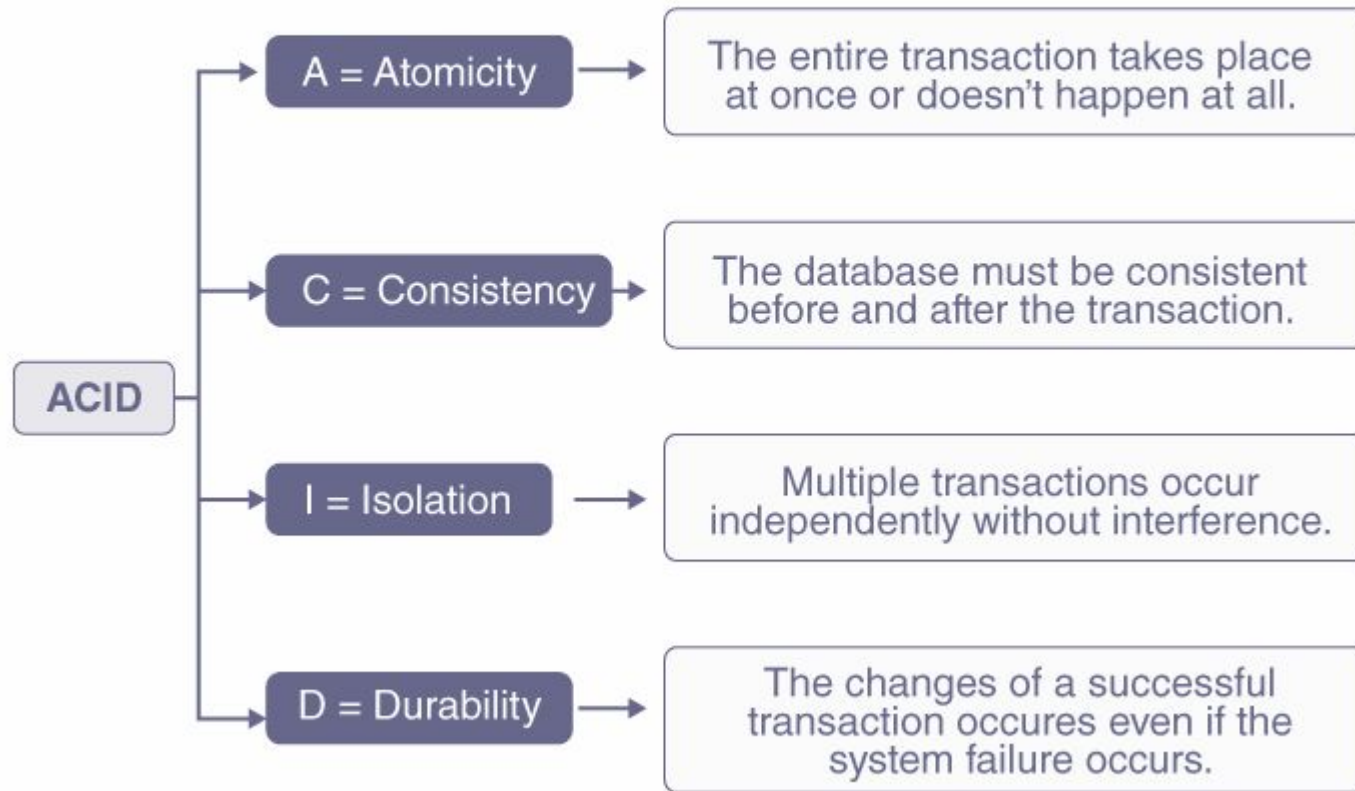 A = Atomicity
The entire transaction takes place
at once or doesn't happen at all.
C = Consistency
The database must be consistent
before and after the transaction.
ACID
I = Isolation
Multiple transactions occur
independently without interference.
D = Durability
The changes of a successful
transaction occures even if the
system failure occurs.